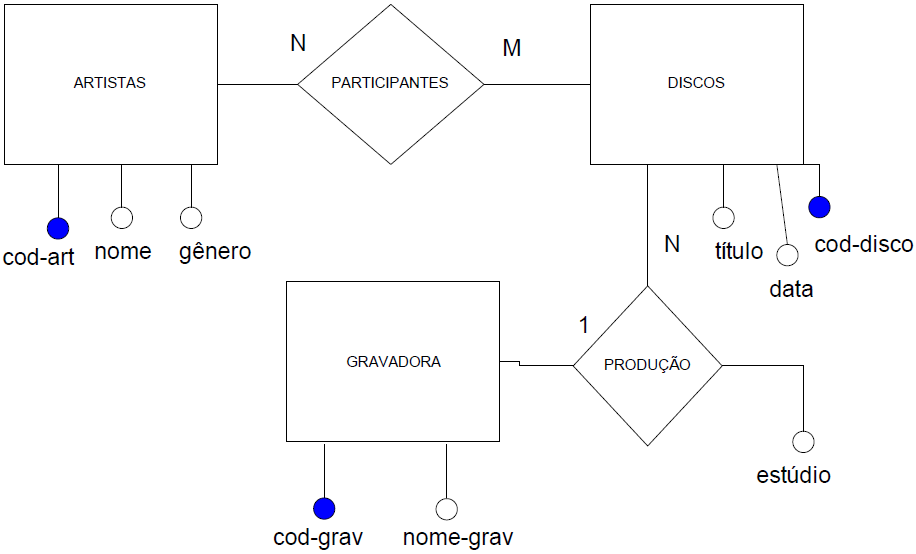 N
M
ARTISTAS
PARTICIPANTES
DISCOS
cod-art
nome
gênero
N
título
cod-disco
data
1
GRAVADORA
PRODUÇÃO
estúdio
cod-grav
nome-grav